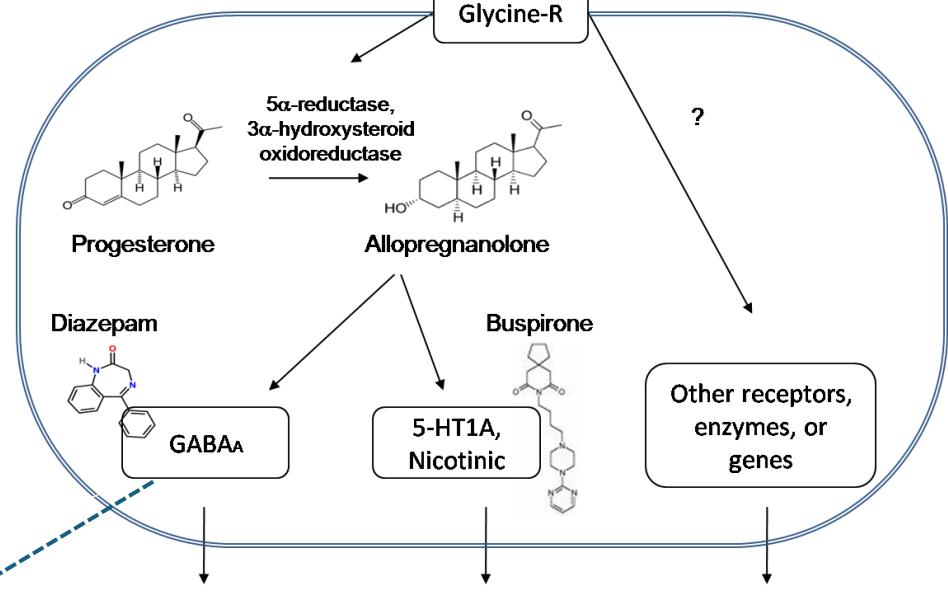 Glycine-R
5α-reductase,
3α-hydroxysteroid
oxidoreductase
?
O
H
H
H
O
Progesterone
O
H
H
H
HO
H
Allopregnanolone
Diazepam
Buspirone
H
O
N
N
O
N
O
N
N
N
N
GABAA
5-HT1A,
Nicotinic
Other receptors,
enzymes, or
genes